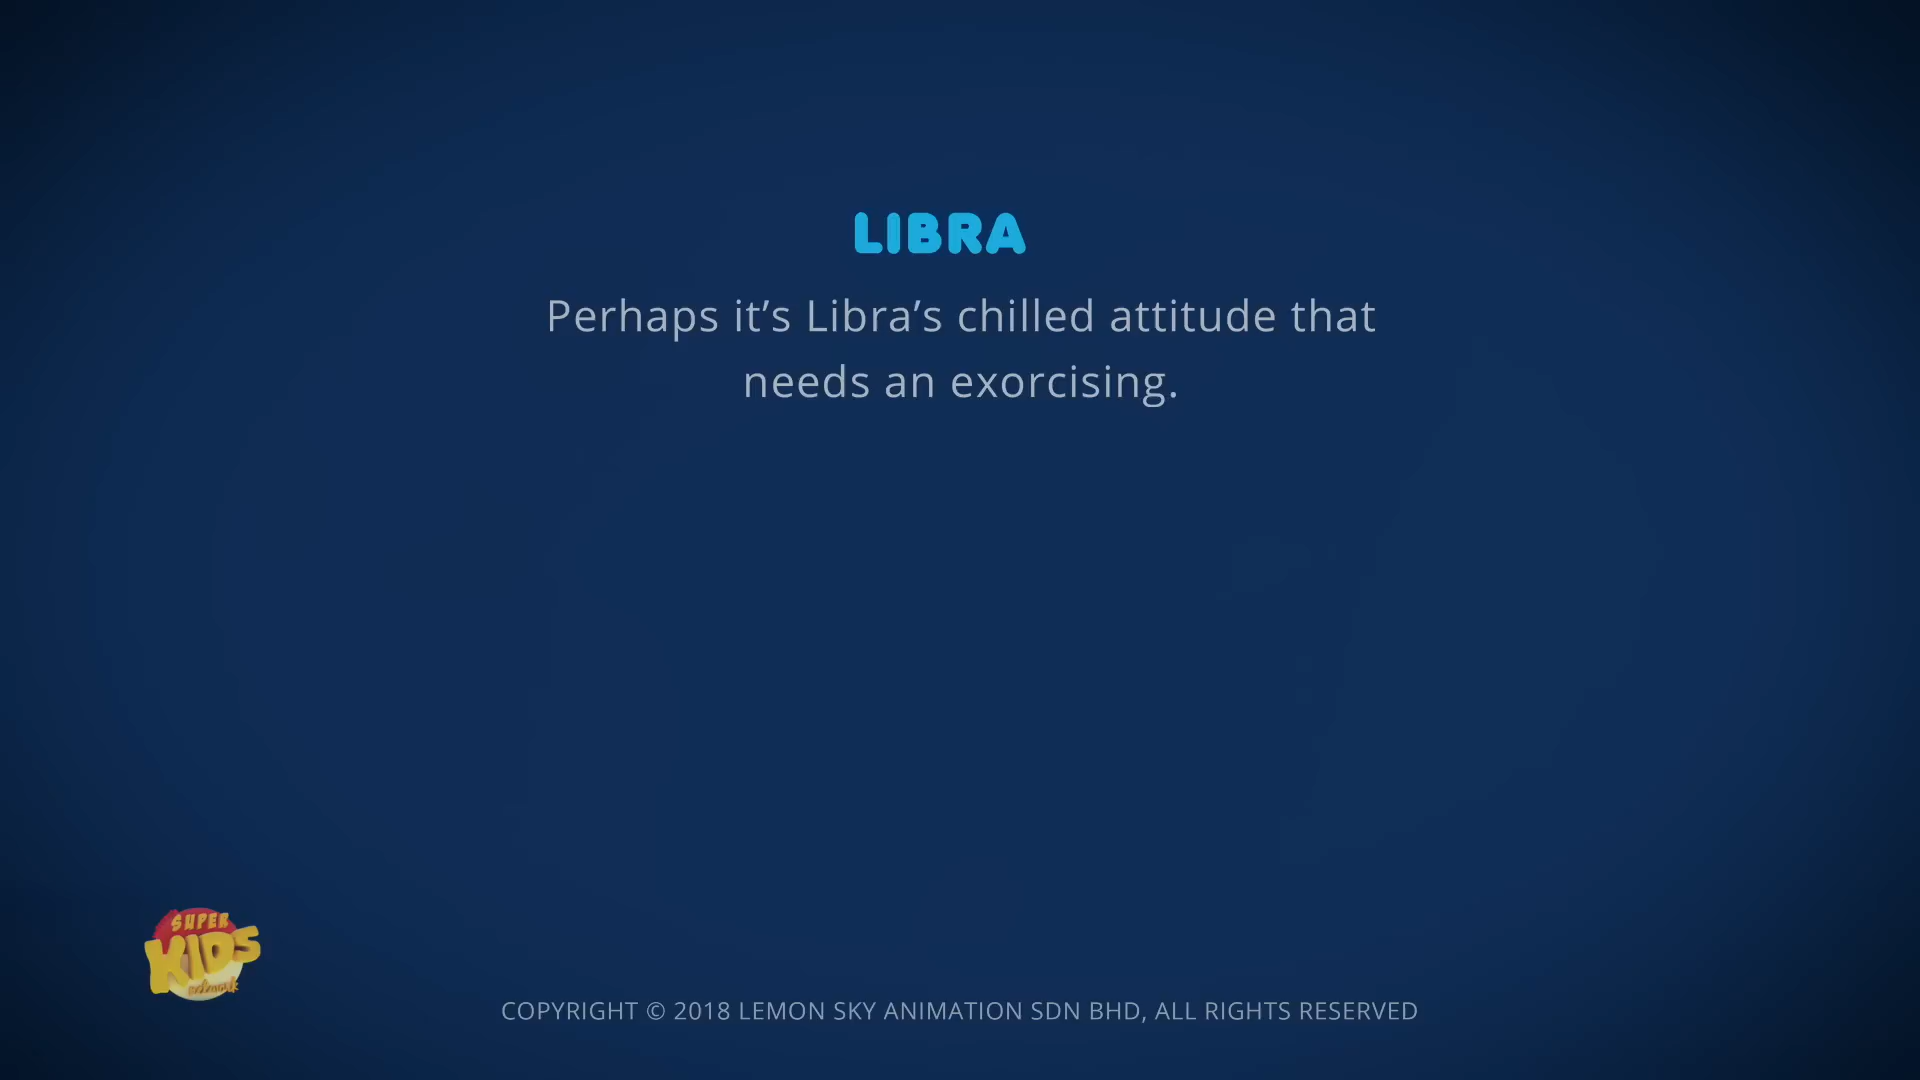 LIBRA
Perhaps it’s Libra’s chilled attitude that
needs an exorcising.
SUPER
KIDS
network
COPYRIGHT © 2018 LEMON SKY ANIMATION SDN BHD, ALL RIGHTS RESERVED